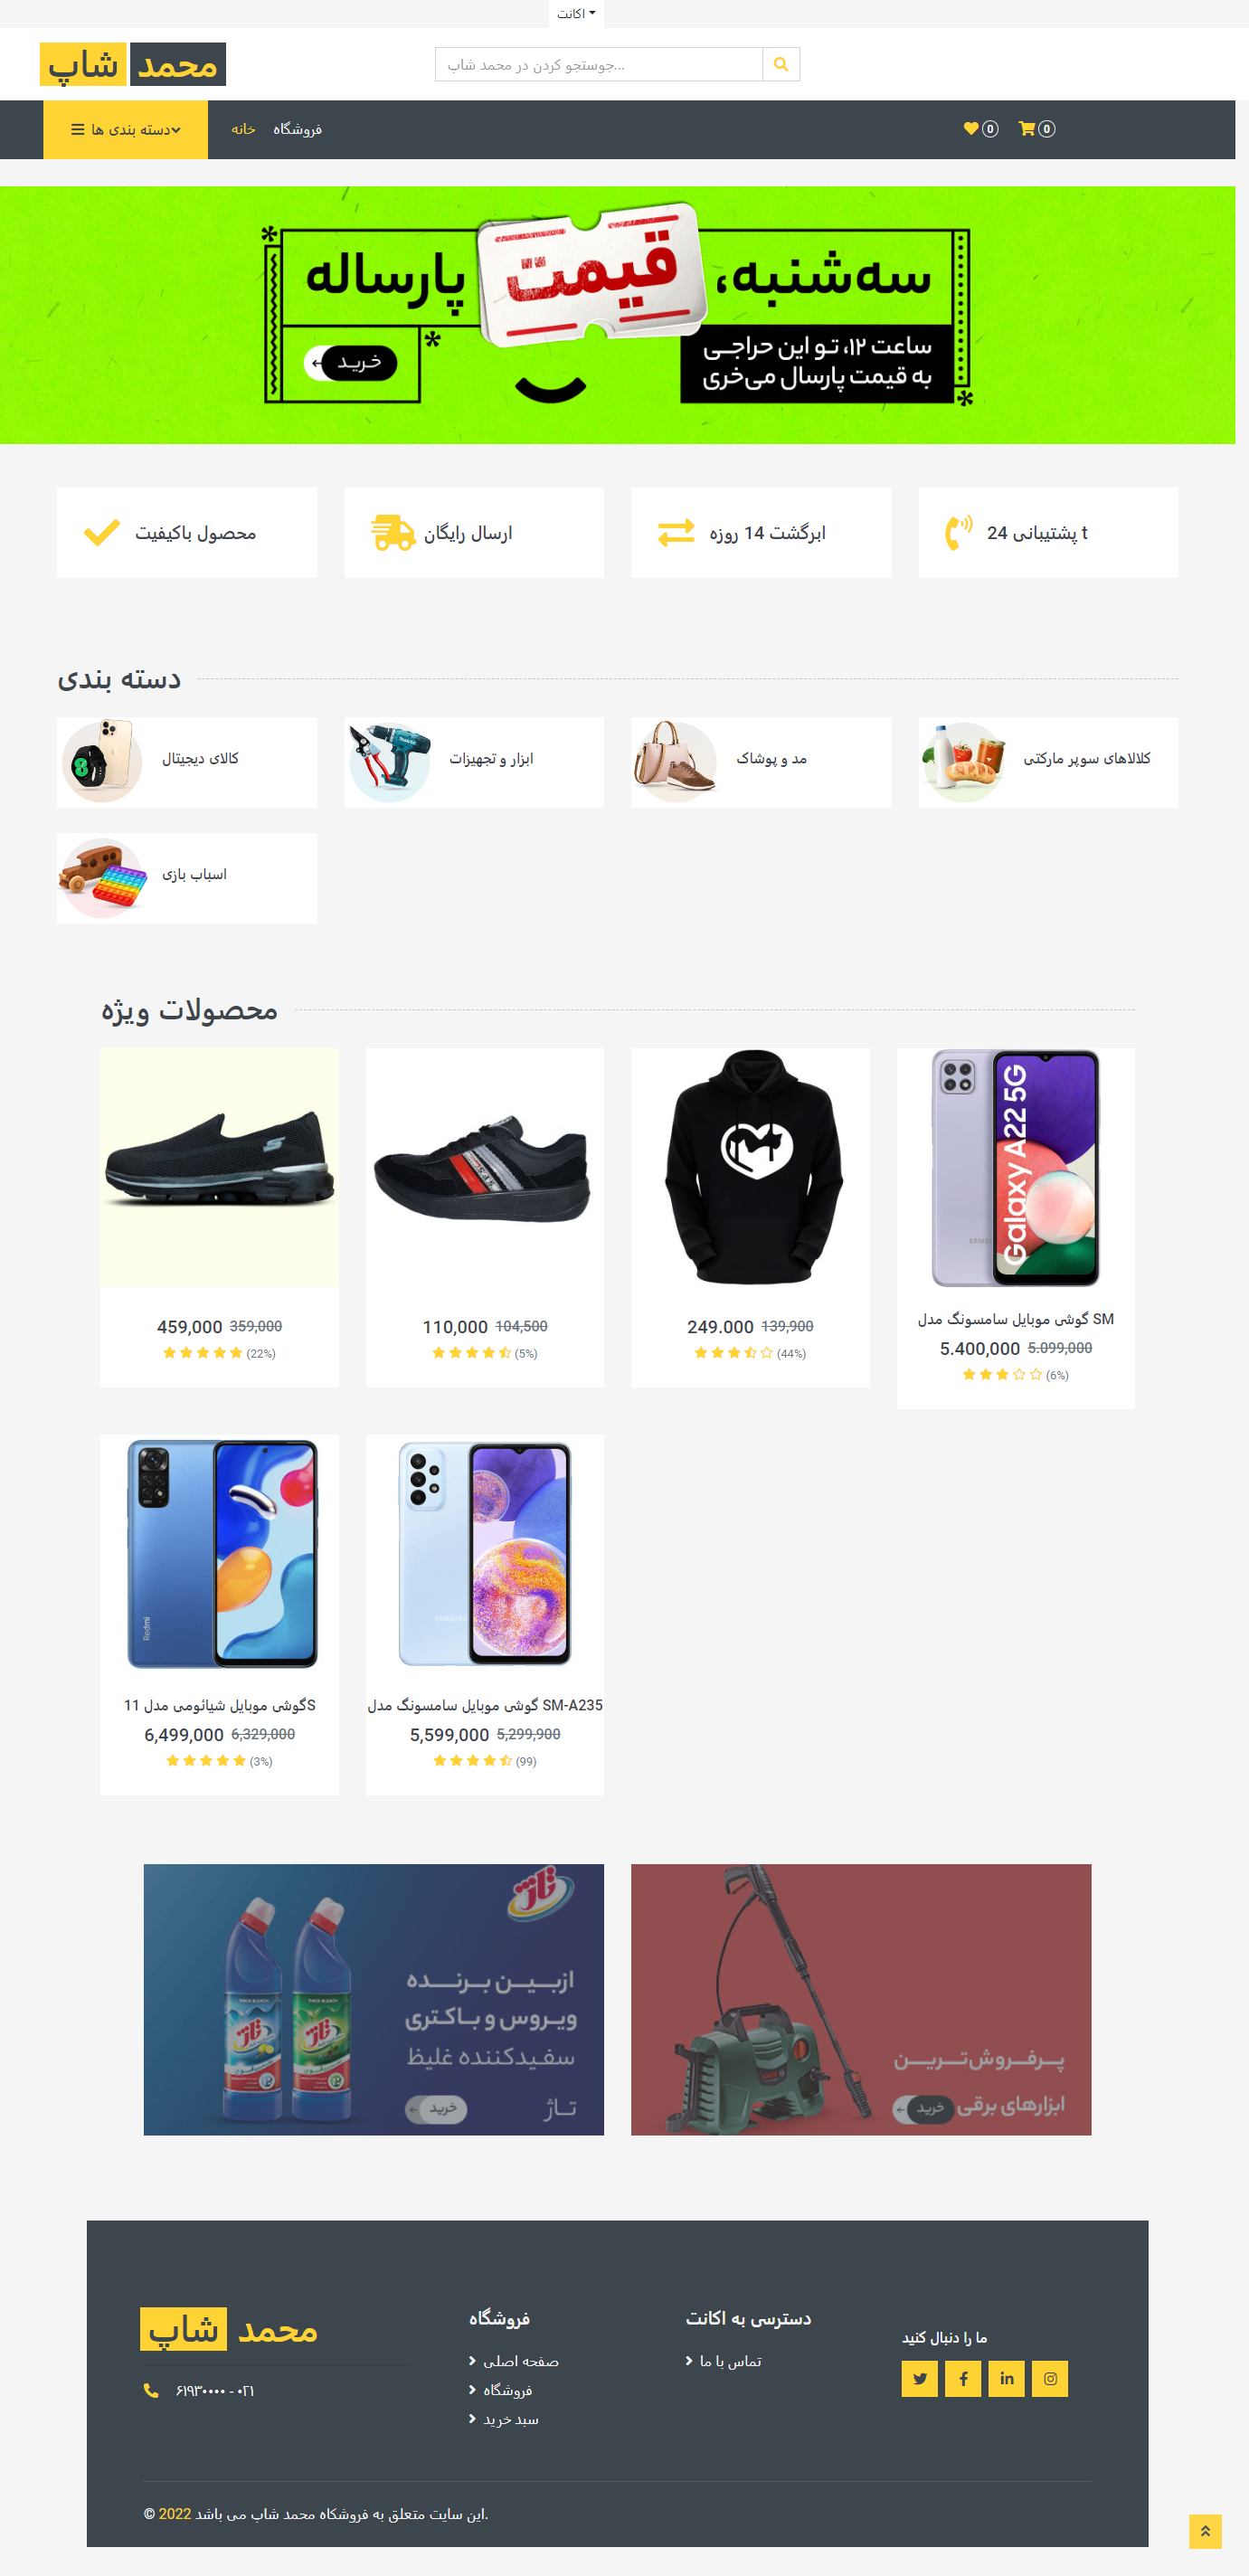 اکانت
محمد شاپ
جوستجو کردن در محمد شاپ...
دسته بندی ها
خانه
فروشگاه
0
0
سه‌شنبه، قیمت پارساله
ساعت ۱۲، تو این حراجی
به قیمت پارسال می‌خری
خرید
محصول باکیفیت
ارسال رایگان
ابرگشت 14 روزه
پشتیبانی 24 t
دسته بندی
کالای دیجیتال
ابزار و تجهیزات
مد و پوشاک
کلالاهای سوپر مارکتی
اسباب بازی
محصولات ویژه
459,000 359,000
(22%)
110,000 104,500
(5%)
249.000 139,900
(44%)
Galaxy A22 5G
گوشی موبایل سامسونگ مدل SM
5.400,000 5.099,000
(6%)
Redmi
گوشی موبایل شیائومی مدل 11S
6,499,000 6,329,000
(3%)
SAMSUNG
گوشی موبایل سامسونگ مدل SM-A235
5,599,000 5,299,900
(99)
تاژ
ازبین برنده
ویروس و باکتری
سفیدکننده غلیظ
تاژ
خرید
پرفروش‌ترین
ابزارهای برقی
خرید
محمد شاپ
۰۲۱ - ۶۱۹۳۰۰۰۰
فروشگاه
صفحه اصلی
فروشگاه
سبد خرید
دسترسی به اکانت
تماس با ما
ما را دنبال کنید
© 2022 این سایت متعلق به فروشکاه محمد شاپ می باشد.